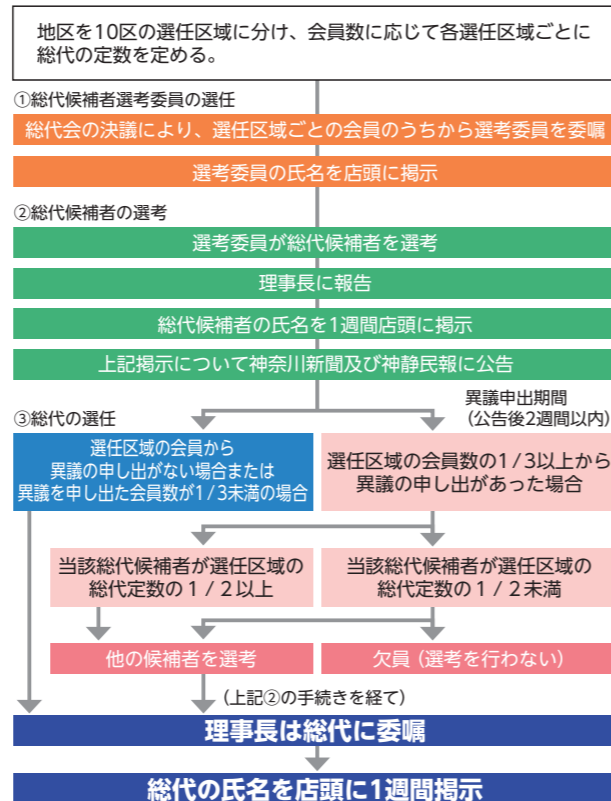 地区を10区の選任区域に分け、会員数に応じて各選任区域ごとに
総代の定数を定める。
①総代候補者選考委員の選任
総代会の決議により、選任区域ごとの会員のうちから選考委員を委嘱
選考委員の氏名を店頭に掲示
②総代候補者の選考
選考委員が総代候補者を選考
理事長に報告
総代候補者の氏名を1週間店頭に掲示
上記掲示について神奈川新聞及び神静民報に公告
異議申出期間
(公告後2週間以内)
③総代の選任
選任区域の会員から
異議の申し出がない場合または
異議を申し出た会員数が1/3未満の場合
選任区域の会員数の1/3以上から
異議の申し出があった場合
当該総代候補者が選任区域の
総代定数の1/2以上
当該総代候補者が選任区域の
総代定数の1/2未満
他の候補者を選考
欠員(選考を行わない)
(上記②の手続きを経て)
理事長は総代に委嘱
総代の氏名を店頭に1週間掲示